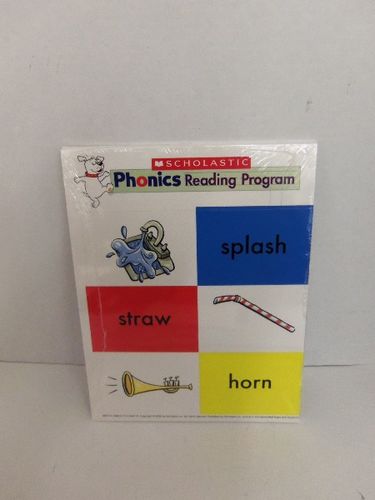 SCHOLASTIC
Phonics Reading Program
splash
straw
horn